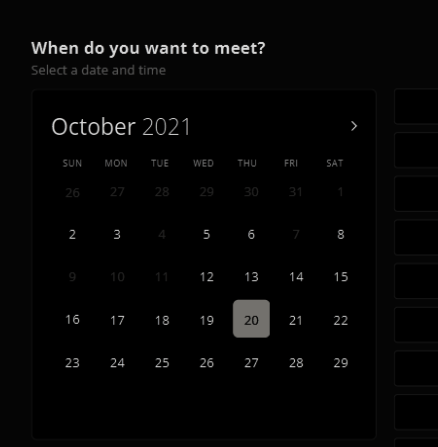 When do you want to meet?
Select a date and time
October 2021 >
SUN MON TUE WED THU FRI SAT
26 27 28 29 30 31 1
2 3 4 5 6 7 8
9 10 11 12 13 14 15
16 17 18 19 20 21 22
23 24 25 26 27 28 29